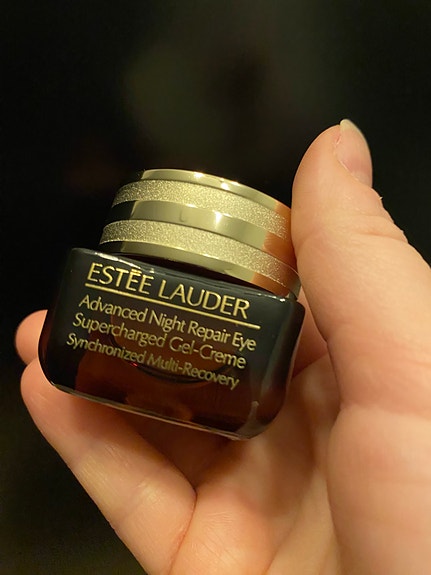 ESTĒE LAUDER
Advanced Night Repair Eye
Supercharged Gel-Creme
Synchronized Multi-Recovery